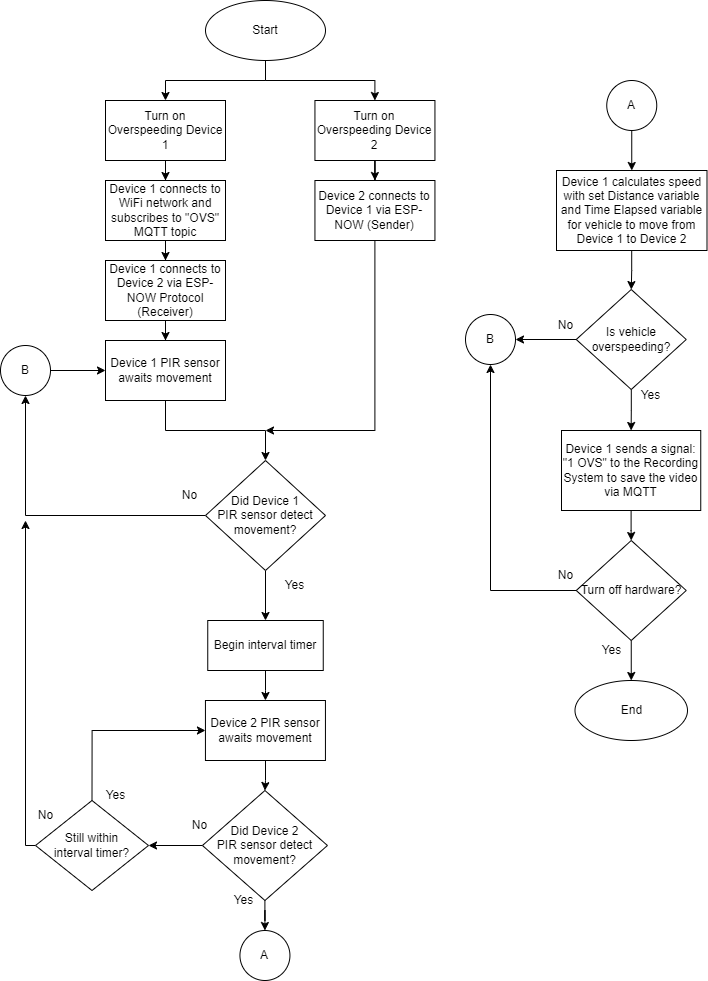 Start
Turn on
Overspeeding Device
1
Turn on
Overspeeding Device
2
Device 1 connects to
WiFi network and
subscribes to "OVS"
MQTT topic
Device 2 connects to
Device 1 via ESP-
NOW (Sender)
Device 1 connects to
Device 2 via ESP-
NOW Protocol
(Receiver)
B
Device 1 PIR sensor
awaits movement
No
Did Device 1
PIR sensor detect
movement?
Yes
Begin interval timer
Device 2 PIR sensor
awaits movement
Yes
No
Still within
interval timer?
No
Did Device 2
PIR sensor detect
movement?
Yes
A
A
Device 1 calculates speed
with set Distance variable
and Time Elapsed variable
for vehicle to move from
Device 1 to Device 2
No
B
Is vehicle
overspeeding?
Yes
Device 1 sends a signal:
"1 OVS" to the Recording
System to save the video
via MQTT
No
Turn off hardware?
Yes
End